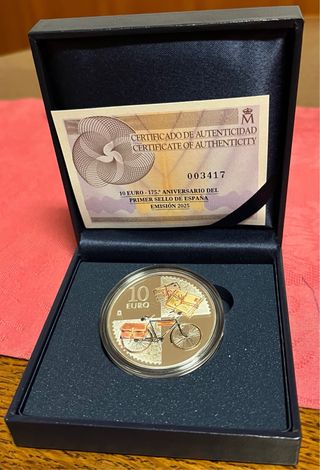 CERTIFICADO DE AUTENTICIDAD
CERTIFICATE OF AUTHENTICITY
003417
10 EURO - 175.º ANIVERSARIO DEL
PRIMER SELLO DE ESPAÑA
EMISIÓN 2025
10
EURO